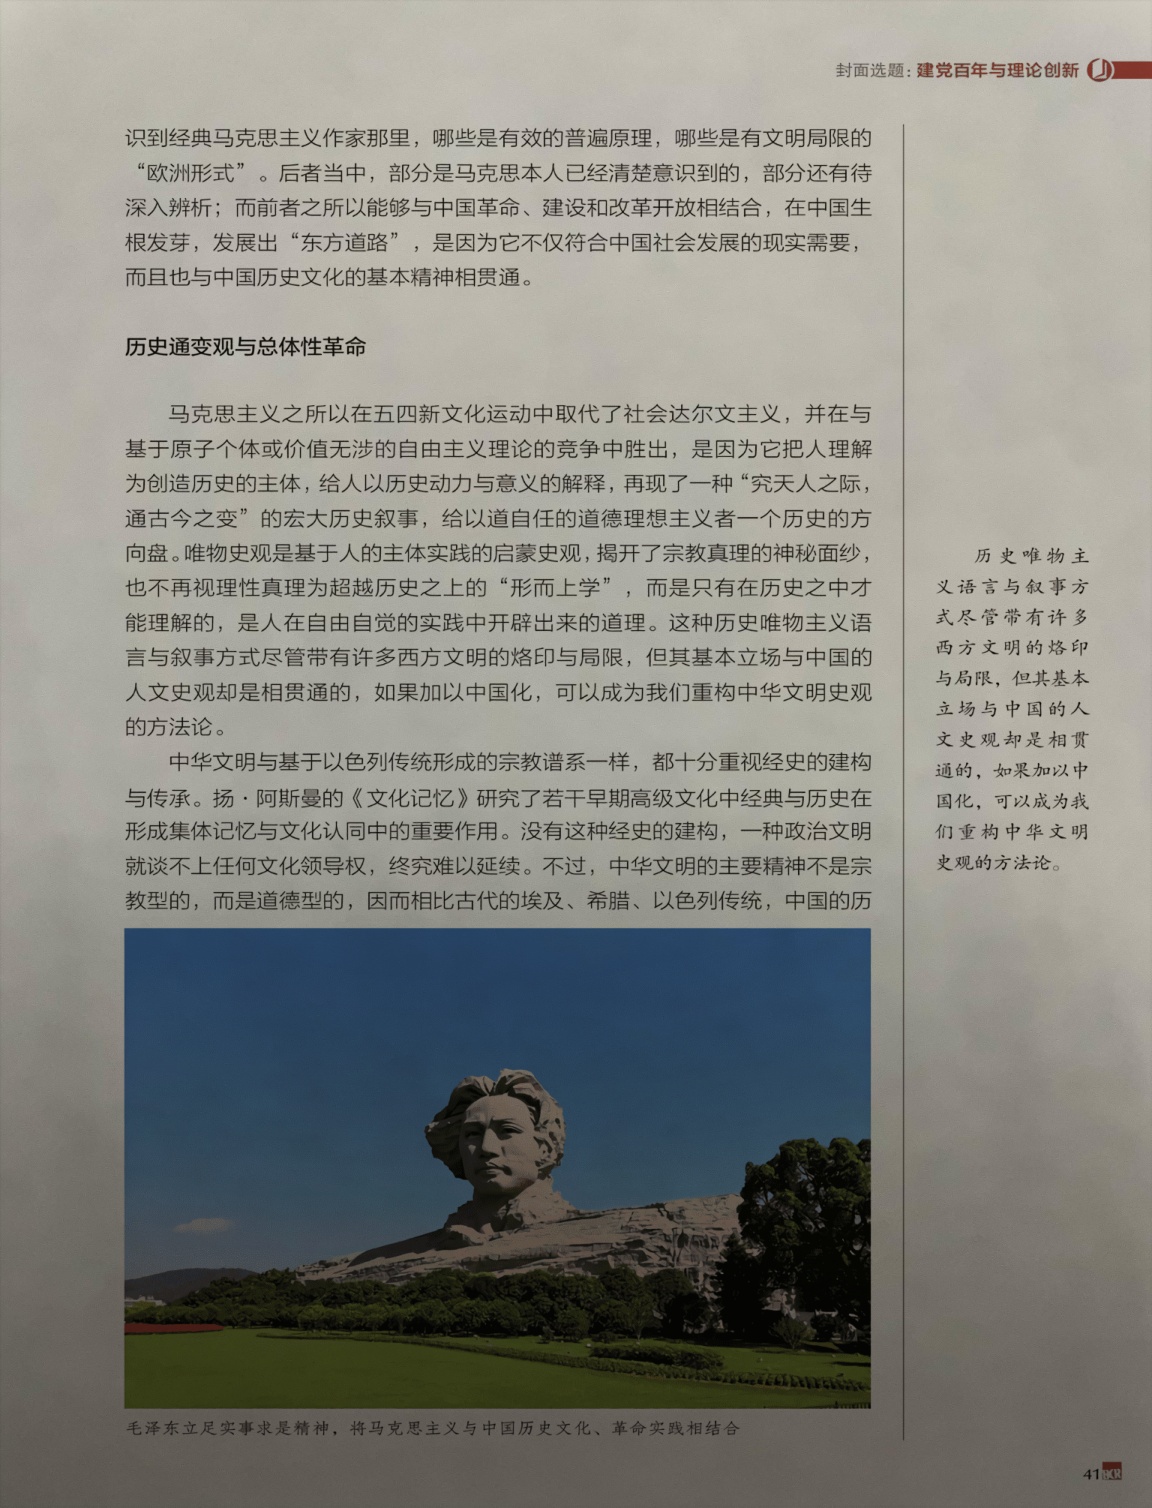 封面选题：建党百年与理论创新
识到经典马克思主义作家那里，哪些是有效的普遍原理，哪些是有文明局限的
“欧洲形式”。后者当中，部分是马克思本人已经清楚意识到的，部分还有待
深入辨析；而前者之所以能够与中国革命、建设和改革开放相结合，在中国生
根发芽，发展出“东方道路”，是因为它不仅符合中国社会发展的现实需要，
而且也与中国历史文化的基本精神相贯通。
历史通变观与总体性革命
马克思主义之所以在五四新文化运动中取代了社会达尔文主义，并在与
基于原子个体或价值无涉的自由主义理论的竞争中胜出，是因为它把人理解
为创造历史的主体，给人以历史动力与意义的解释，再现了一种“究天人之际，
通古今之变”的宏大历史叙事，给以道自任的道德理想主义者一个历史的方
向盘。唯物史观是基于人的主体实践的启蒙史观，揭开了宗教真理的神秘面纱，
也不再视理性真理为超越历史之上的“形而上学”，而是只有在历史之中才
能理解的，是人在自由自觉的实践中开辟出来的道理。这种历史唯物主义语
言与叙事方式尽管带有许多西方文明的烙印与局限，但其基本立场与中国的
人文史观却是相贯通的，如果加以中国化，可以成为我们重构中华文明史观
的方法论。
中华文明与基于以色列传统形成的宗教谱系一样，都十分重视经史的建构
与传承。扬·阿斯曼的《文化记忆》研究了若干早期高级文化中经典与历史在
形成集体记忆与文化认同中的重要作用。没有这种经史的建构，一种政治文明
就谈不上任何文化领导权，终究难以延续。不过，中华文明的主要精神不是宗
教型的，而是道德型的，因而相比古代的埃及、希腊、以色列传统，中国的历
历史唯物主
义语言与叙事方
式尽管带有许多
西方文明的烙印
与局限，但其基本
立场与中国的人
文史观却是相贯
通的，如果加以中
国化，可以成为我
们重构中华文明
史观的方法论。
毛泽东立足实事求是精神，将马克思主义与中国历史文化、革命实践相结合
41